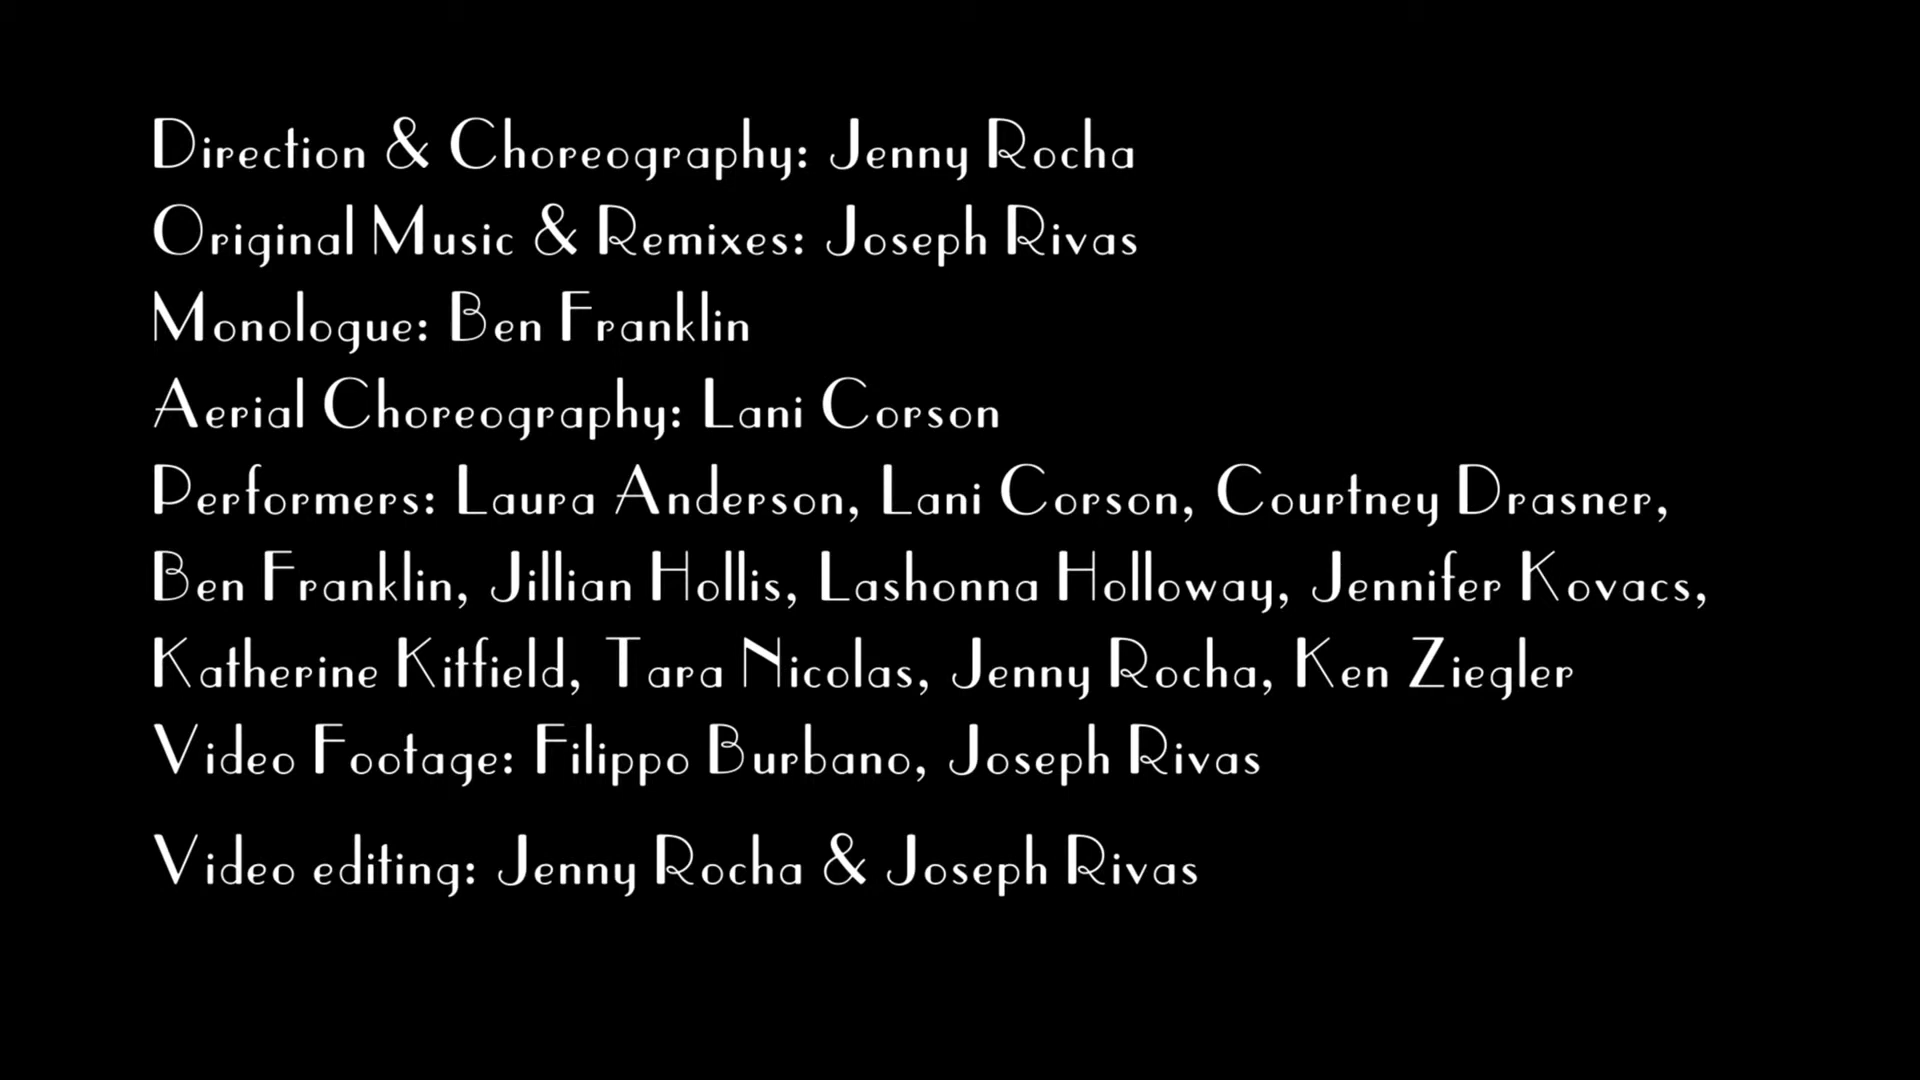 Direction & Choreography: Jenny Rocha
Original Music & Remixes: Joseph Rivas
Monologue: Ben Franklin
Aerial Choreography: Lani Corson
Performers: Laura Anderson, Lani Corson, Courtney Drasner,
Ben Franklin, Jillian Hollis, Lashonna Holloway, Jennifer Kovacs,
Katherine Kitfield, Tara Nicolas, Jenny Rocha, Ken Ziegler
Video Footage: Filippo Burbano, Joseph Rivas
Video editing: Jenny Rocha & Joseph Rivas